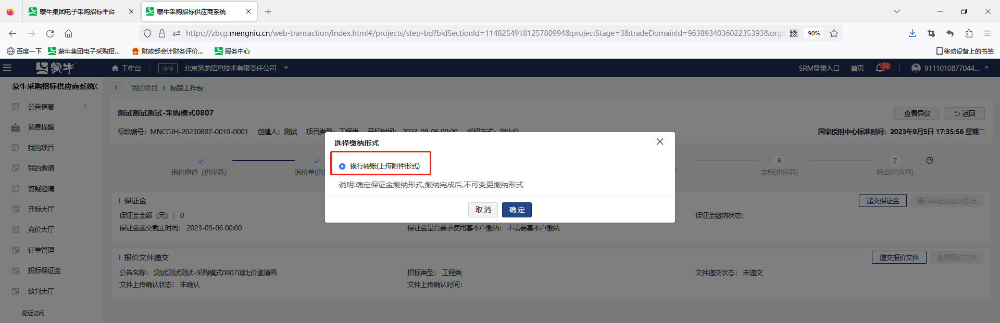 蒙牛集团电子采购招标平台
蒙牛采购招标供应商系统
https://zbcg.mengniu.cn/web-transaction/index.html#/projects/step-bd?bidSectionId=1148254918125780994&projectStage=3&tradeDomainId=963893403602235393&orga
90%
百度一下
蒙牛集团电子采购招...
财政部会计财务评价...
服务中心
移动设备上的书签
蒙牛
工作台
企业
北京筑龙信息技术有限责任公司
SRM登录入口
首页
32
9111010877044...
蒙牛采购招标供应商系统
我的项目 > 标段工作台
公告信息
消息提醒
我的项目
我的邀请
答疑澄清
开标大厅
竞价大厅
订单管理
投标保证金
谈判大厅
最近访问
测试测试测试-采购模式0807
查看异议
返回
标段编号：MNCGJH-20230807-0010-0001
创建人：测试
项目类型：工程类
开标时间：2023-09-06 00:00
采招方式：询比价
国家授时中心标准时间：2023年9月5日 17:35:56 星期二
询价邀请（供应商）
询价单(供
6
定标(供应商)
7
标后(供应商)
选择缴纳形式
银行转账(上传附件形式)
说明:确定保证金缴纳形式,缴纳完成后,不可变更缴纳形式
取消
确定
保证金
递交保证金
查看保证金递交情况
保证金金额（元）：0
保证金缴纳状态：
保证金递交截止时间：2023-09-06 00:00
保证金是否要求使用基本户缴纳：不需要基本户缴纳
报价文件递交
递交报价文件
查看报价文件
公告名称：测试测试测试-采购模式0807询比价邀请函
招标类型：工程类
文件递交状态：未递交
文件上传确认状态：未确认
文件上传确认时间：